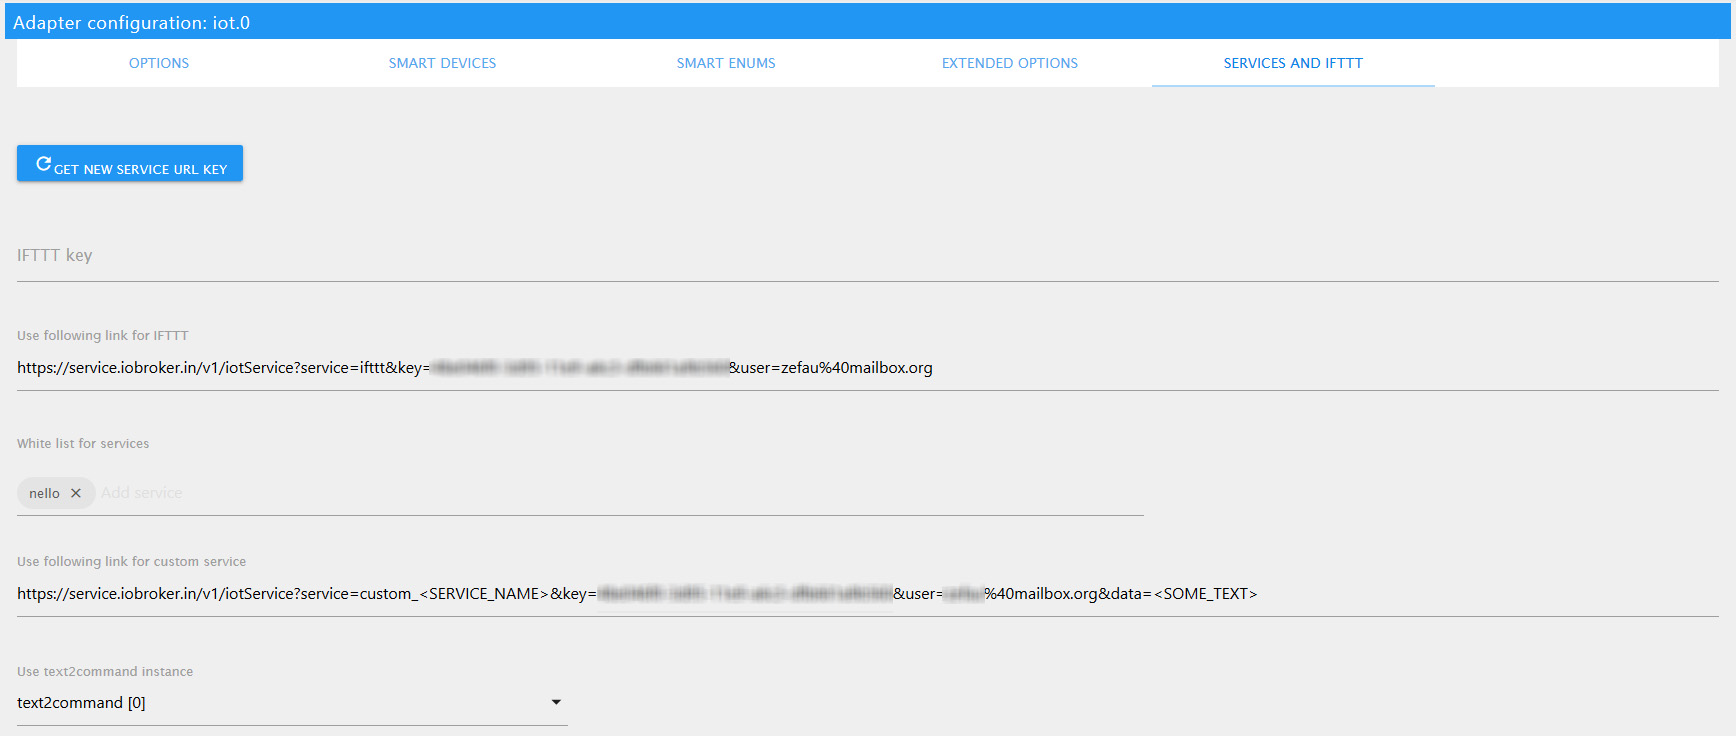 Adapter configuration: iot.0
OPTIONS SMART DEVICES SMART ENUMS EXTENDED OPTIONS SERVICES AND IFTTT
GET NEW SERVICE URL KEY
IFTTT key
Use following link for IFTTT
https://service.iobroker.in/v1/iotService?service=ifttt&key= &user=zefau%40mailbox.org
White list for services
nello × Add service
Use following link for custom service
https://service.iobroker.in/v1/iotService?service=custom_<SERVICE_NAME>&key= &user= %40mailbox.org&data=<SOME_TEXT>
Use text2command instance
text2command [0]